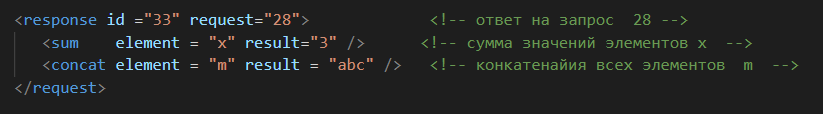 <response id ="33" request="28">             <!-- ответ на запрос  28 -->
   <sum    element = "x" result="3" />      <!-- сумма значений элементов x  -->
   <concat element = "m" result = "abc" />   <!-- конкатенайия всех элементов  m  -->
</request>